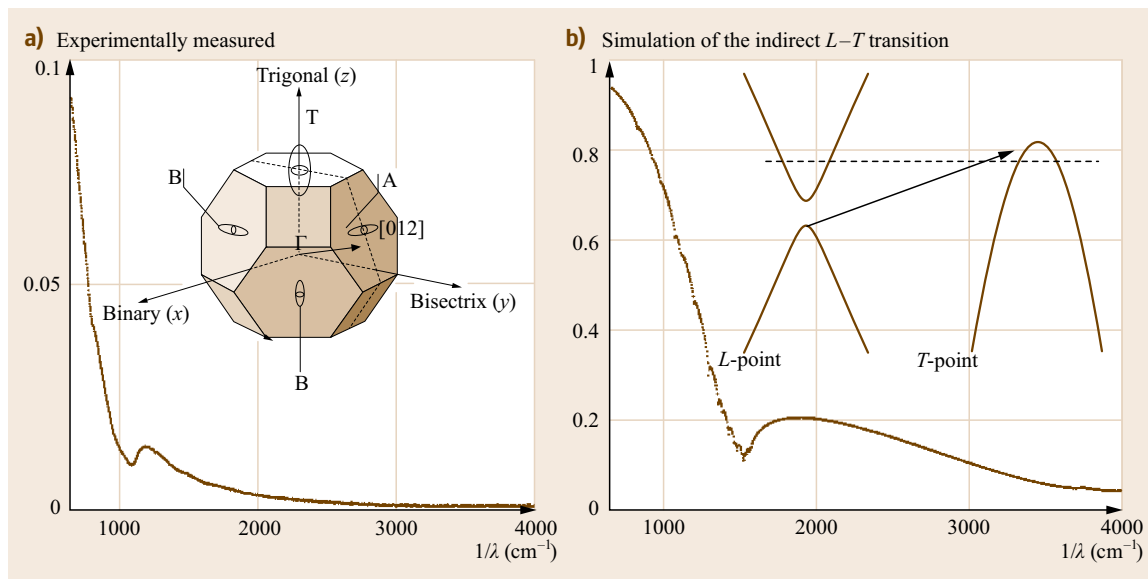 a) Experimentally measured
0.1
0.05
0
1000
2000
3000
4000
1/λ (cm⁻¹)
Trigonal (z)
T
B
A
[012]
Γ
Binary (x)
Bisectrix (y)
B
b) Simulation of the indirect L–T transition
1
0.8
0.6
0.4
0.2
0
1000
2000
3000
4000
1/λ (cm⁻¹)
L-point
T-point